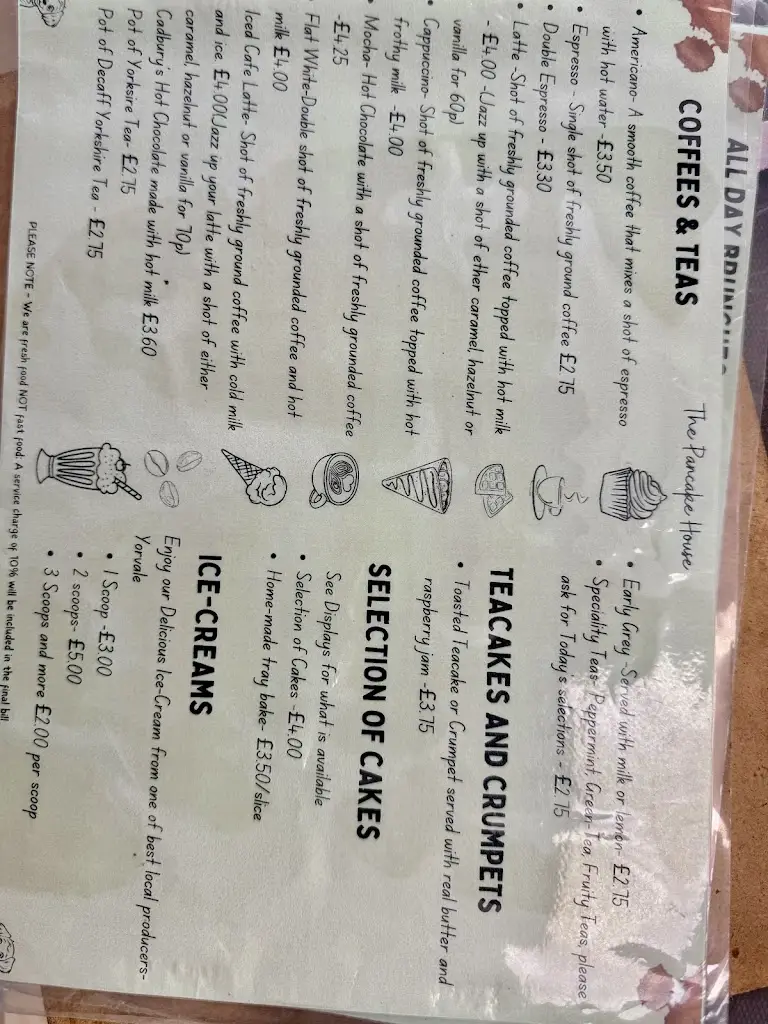 ALL DAY BRUNCHES
The Pancake House
COFFEES & TEAS
• Americano- A smooth coffee that mixes a shot of espresso
with hot water -£3.50
• Espresso - Single shot of freshly ground coffee £2.75
• Double Espresso - £3.30
• Latte -Shot of freshly grounded coffee topped with hot milk
- £4.00 -(Jazz up with a shot of ether caramel, hazelnut or
vanilla for 60p)
• Cappuccino- Shot of freshly grounded coffee topped with hot
frothy milk -£4.00
• Mocha- Hot Chocolate with a shot of freshly grounded coffee
-£4.25
Flat White-Double shot of freshly grounded coffee and hot
milk £4.00
Iced Cafe Latte- Shot of freshly ground coffee with cold milk
and ice. £4.00(Jazz up your latte with a shot of either
caramel, hazelnut or vanilla for 70p)
Cadbury's Hot Chocolate made with hot milk £3.60
Pot of Yorksire Tea- £2.75
Pot of Decaff Yorkshire Tea - £2.75
• Early Grey -Served with milk or lemon- £2.75
• Speciality Teas- Peppermint, Green-Tea, Fruity Teas, please
ask for Today's selections - £2.75
TEACAKES AND CRUMPETS
• Toasted Teacake or Crumpet served with real butter and
raspberry jam -£3.75
SELECTION OF CAKES
See Displays for what is available
• Selection of Cakes -£4.00
• Home-made tray bake- £3.50/slice
ICE-CREAMS
Enjoy our Delicious Ice-Cream from one of best local producers-
Yorvale
• 1 Scoop -£3.00
• 2 scoops- £5.00
• 3 Scoops and more £2.00 per scoop
PLEASE NOTE - We are fresh food NOT fast food. A service charge of 10% will be included in the final bill